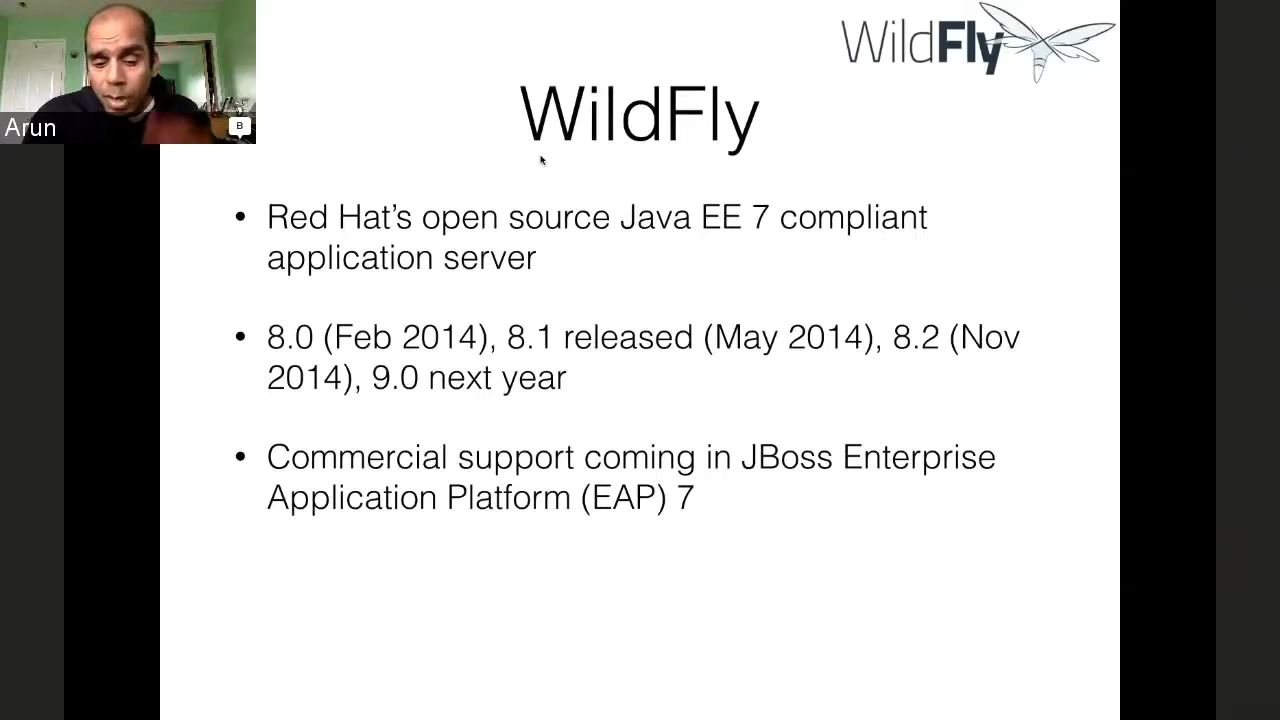 Arun
B
WildFly
WildFly
• Red Hat’s open source Java EE 7 compliant
application server
• 8.0 (Feb 2014), 8.1 released (May 2014), 8.2 (Nov
2014), 9.0 next year
• Commercial support coming in JBoss Enterprise
Application Platform (EAP) 7